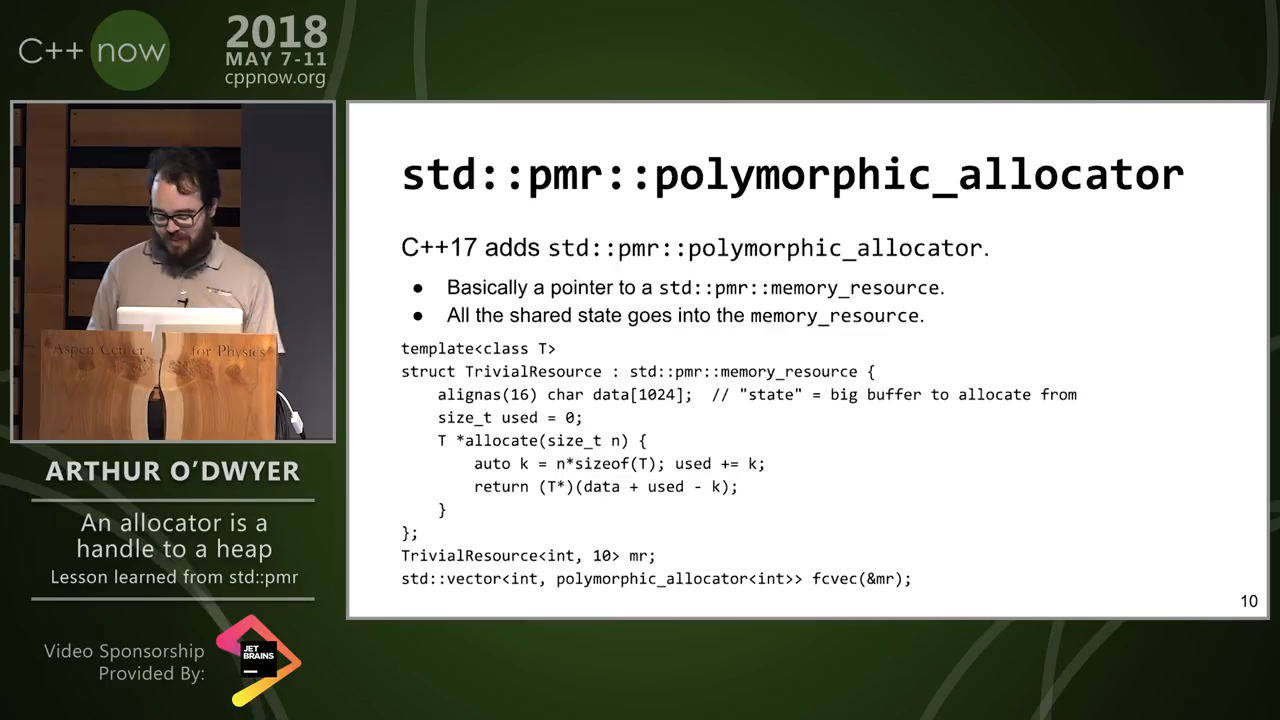 C++ now
2018
MAY 7-11
cppnow.org
Aspen Center for Physics
ARTHUR O'DWYER
An allocator is a
handle to a heap
Lesson learned from std::pmr
Video Sponsorship
Provided By:
JET
BRAINS
std::pmr::polymorphic_allocator
C++17 adds std::pmr::polymorphic_allocator.
● Basically a pointer to a std::pmr::memory_resource.
● All the shared state goes into the memory_resource.
template<class T>
struct TrivialResource : std::pmr::memory_resource {
    alignas(16) char data[1024];  // "state" = big buffer to allocate from
    size_t used = 0;
    T *allocate(size_t n) {
        auto k = n*sizeof(T); used += k;
        return (T*)(data + used - k);
    }
};
TrivialResource<int, 10> mr;
std::vector<int, polymorphic_allocator<int>> fcvec(&mr);
10